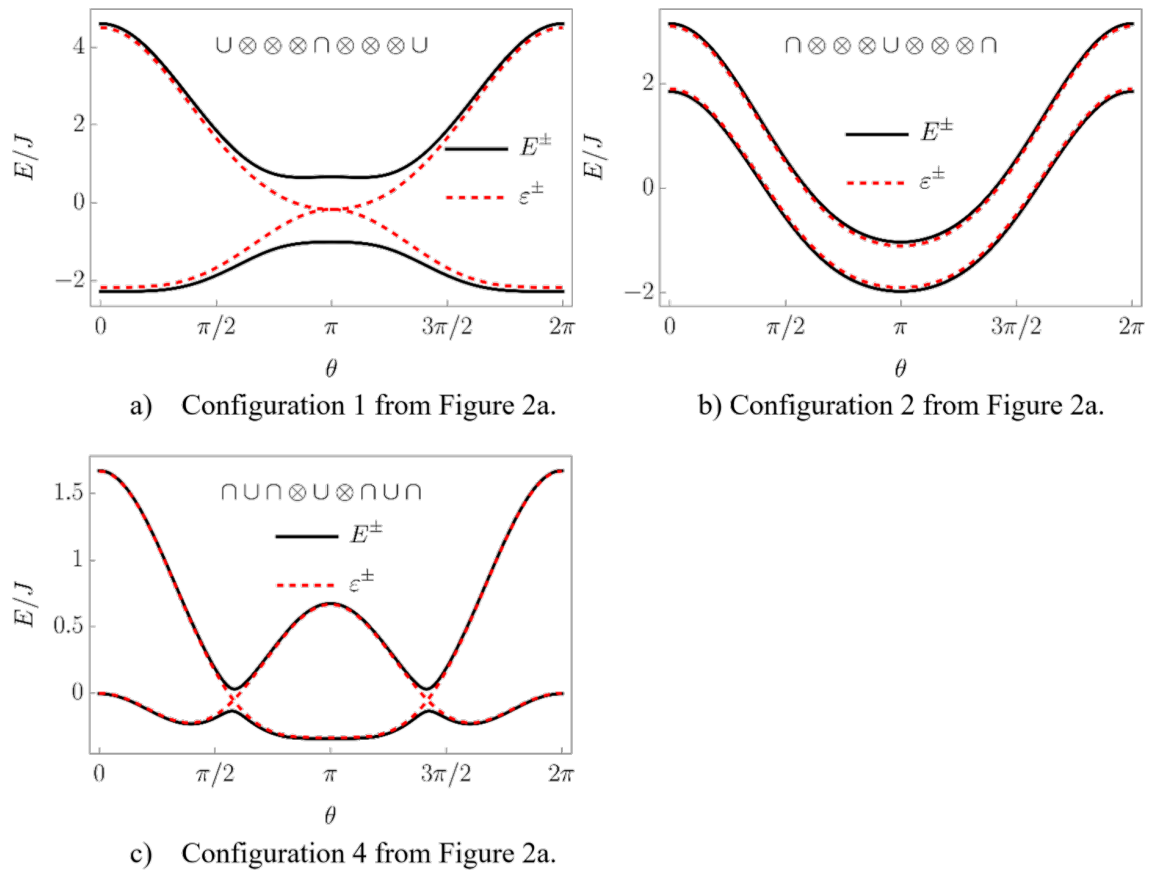 ∪⊗⊗⊗∩⊗⊗⊗∪
E/J
4
2
0
−2
E±
ε±
0 π/2 π 3π/2 2π
θ
a) Configuration 1 from Figure 2a.
∩⊗⊗⊗∪⊗⊗⊗∩
E/J
2
0
−2
E±
ε±
0 π/2 π 3π/2 2π
θ
b) Configuration 2 from Figure 2a.
∩∪∩⊗∪⊗∩∪∩
E/J
1.5
1
0.5
0
E±
ε±
0 π/2 π 3π/2 2π
θ
c) Configuration 4 from Figure 2a.